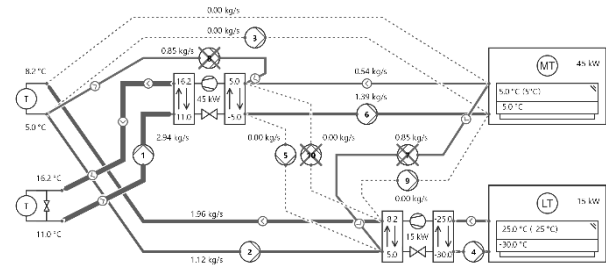 0.00 kg/s
0.00 kg/s
3
0.85 kg/s
8.2 °C
T
5.0 °C
16.2
11.0
45 kW
5.0
-5.0
0.54 kg/s
1.39 kg/s
6
MT
45 kW
5.0 °C (5°C)
5.0 °C
2.94 kg/s
1
0.00 kg/s
5
0.00 kg/s
10
0.85 kg/s
9
0.00 kg/s
16.2 °C
T
11.0 °C
1.96 kg/s
1.12 kg/s
2
8.2
5.0
15 kW
-25.0
-30.0
4
LT
15 kW
25.0 °C ( 25 °C)
-30.0 °C